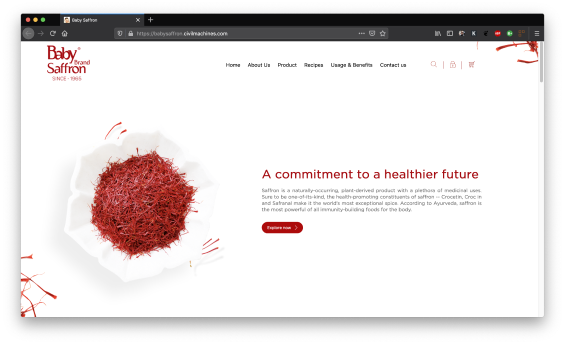 Baby Saffron
https://babysaffron.civilmachines.com
Baby
Brand
Saffron
SINCE - 1965
Home About Us Product Recipes Usage & Benefits Contact us
A commitment to a healthier future
Saffron is a naturally-occurring, plant-derived product with a plethora of medicinal uses.
Sure to be one-of-its-kind, the health-promoting constituents of saffron — Crocetin, Croc in
and Safranal make it the world's most exceptional spice. According to Ayurveda, saffron is
the most powerful of all immunity-building foods for the body.
Explore now